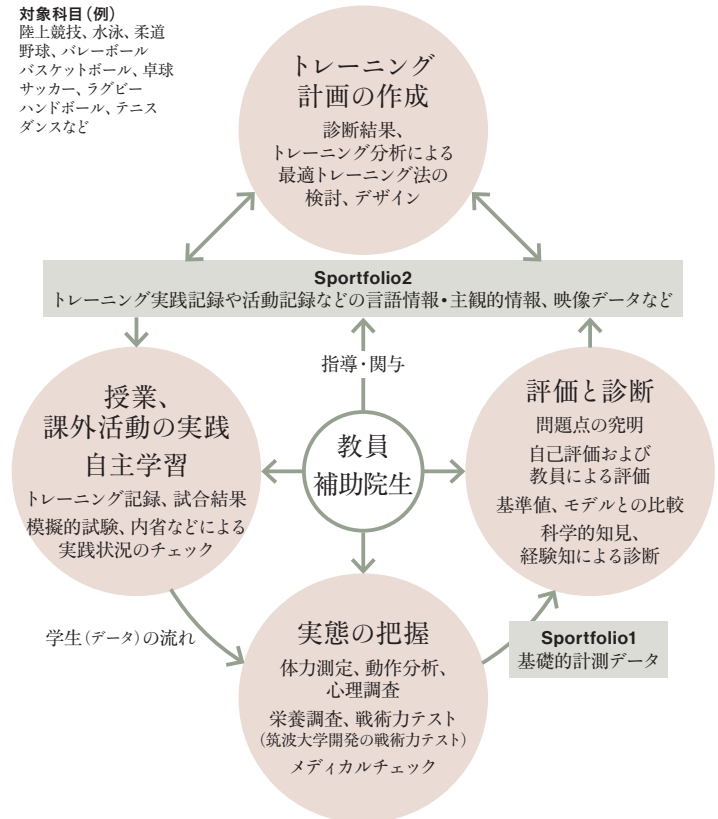 対象科目（例）
陸上競技、水泳、柔道
野球、バレーボール
バスケットボール、卓球
サッカー、ラグビー
ハンドボール、テニス
ダンスなど
トレーニング
計画の作成
診断結果、
トレーニング分析による
最適トレーニング法の
検討、デザイン
Sportfolio2
トレーニング実践記録や活動記録などの言語情報・主観的情報、映像データなど
指導・関与
授業、
課外活動の実践
自主学習
トレーニング記録、試合結果
模擬的試験、内省などによる
実践状況のチェック
教員
補助院生
評価と診断
問題点の究明
自己評価および
教員による評価
基準値、モデルとの比較
科学的知見、
経験知による診断
学生（データ）の流れ
実態の把握
体力測定、動作分析、
心理調査
栄養調査、戦術力テスト
（筑波大学開発の戦術力テスト）
メディカルチェック
Sportfolio1
基礎的計測データ